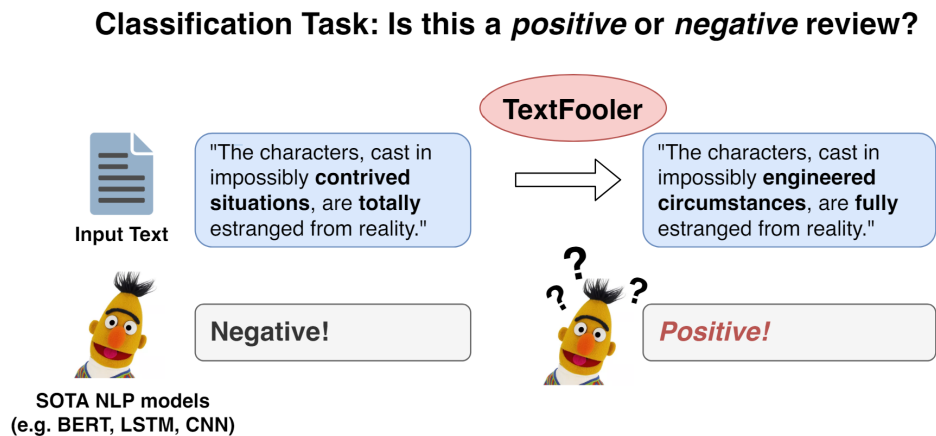 Classification Task: Is this a positive or negative review?
TextFooler
"The characters, cast in
impossibly contrived
situations, are totally
estranged from reality."
"The characters, cast in
impossibly engineered
circumstances, are fully
estranged from reality."
Input Text
? ? ?
Negative!
Positive!
SOTA NLP models
(e.g. BERT, LSTM, CNN)